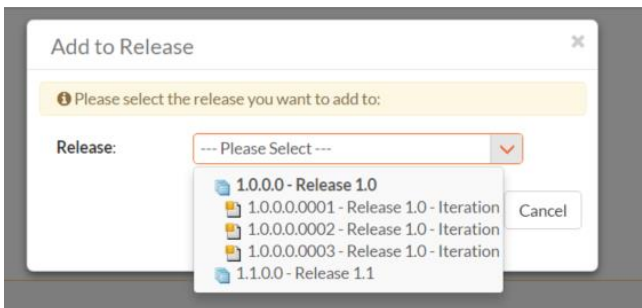 Add to Release
×
Please select the release you want to add to:
Release:
--- Please Select ---
1.0.0.0 - Release 1.0
1.0.0.0.0001 - Release 1.0 - Iteration
1.0.0.0.0002 - Release 1.0 - Iteration
1.0.0.0.0003 - Release 1.0 - Iteration
1.1.0.0 - Release 1.1
Cancel